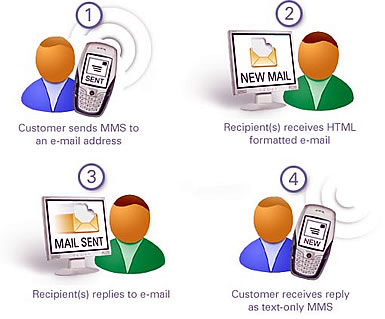 1
SENT
Customer sends MMS to
an e-mail address
2
NEW MAIL
Recipient(s) receives HTML
formatted e-mail
3
MAIL SENT
Recipient(s) replies to e-mail
4
NEW
Customer receives reply
as text-only MMS